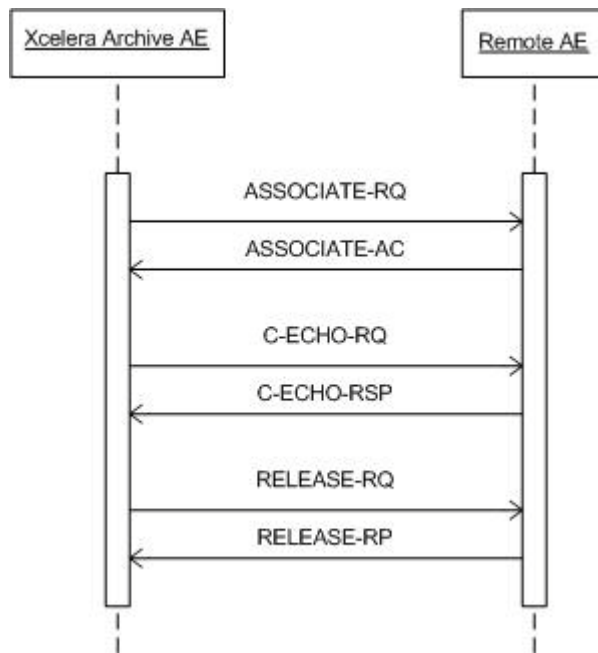 Xcelera Archive AE
Remote AE
ASSOCIATE-RQ
ASSOCIATE-AC
C-ECHO-RQ
C-ECHO-RSP
RELEASE-RQ
RELEASE-RP